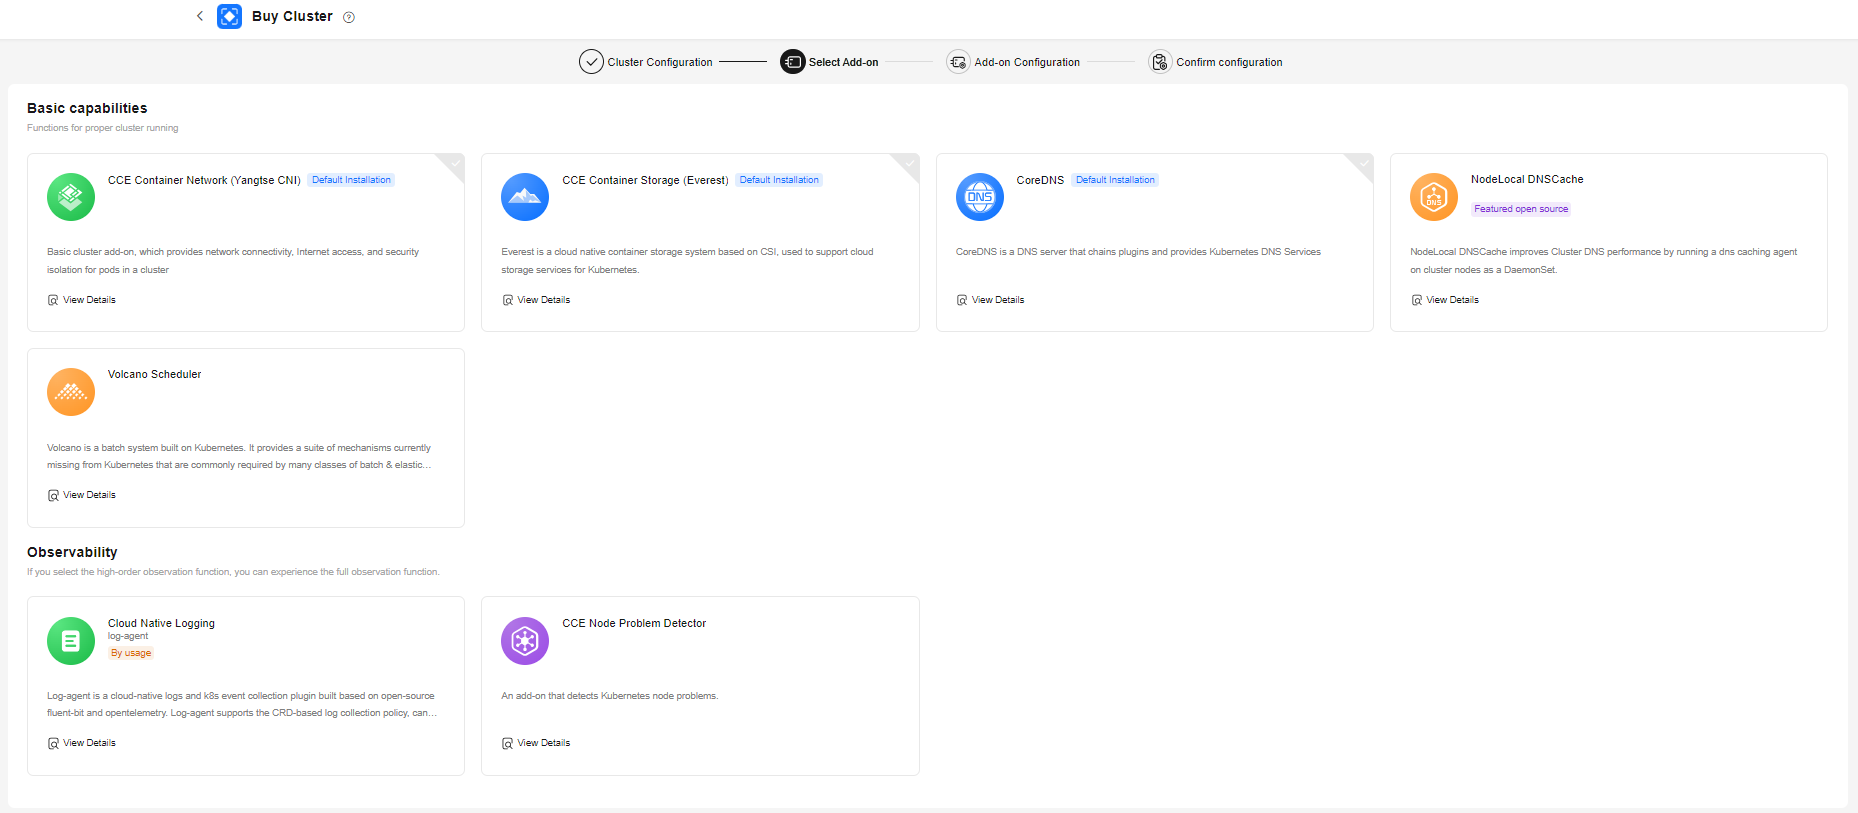 Buy Cluster
Cluster Configuration
Select Add-on
Add-on Configuration
Confirm configuration
Basic capabilities
Functions for proper cluster running
CCE Container Network (Yangtse CNI) Default Installation
Basic cluster add-on, which provides network connectivity, Internet access, and security
isolation for pods in a cluster
View Details
CCE Container Storage (Everest) Default Installation
Everest is a cloud native container storage system based on CSI, used to support cloud
storage services for Kubernetes.
View Details
DNS
CoreDNS Default Installation
CoreDNS is a DNS server that chains plugins and provides Kubernetes DNS Services
View Details
DNS
NodeLocal DNSCache
Featured open source
NodeLocal DNSCache improves Cluster DNS performance by running a dns caching agent
on cluster nodes as a DaemonSet.
View Details
Volcano Scheduler
Volcano is a batch system built on Kubernetes. It provides a suite of mechanisms currently
missing from Kubernetes that are commonly required by many classes of batch & elastic...
View Details
Observability
If you select the high-order observation function, you can experience the full observation function.
Cloud Native Logging
log-agent
By usage
Log-agent is a cloud-native logs and k8s event collection plugin built based on open-source
fluent-bit and opentelemetry. Log-agent supports the CRD-based log collection policy, can...
View Details
CCE Node Problem Detector
An add-on that detects Kubernetes node problems.
View Details